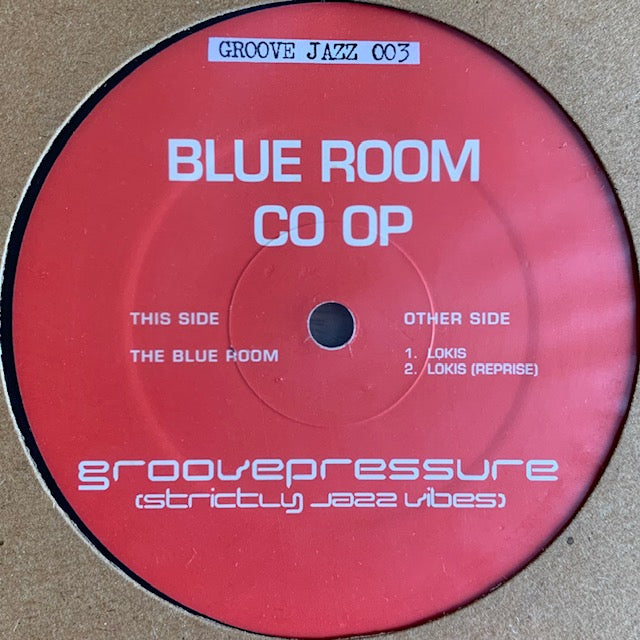 GROOVE JAZZ 003
BLUE ROOM
CO OP
THIS SIDE
THE BLUE ROOM
OTHER SIDE
1. LOKIS
2. LOKIS (REPRISE)
groovepressure
(strictly jazz vibes)